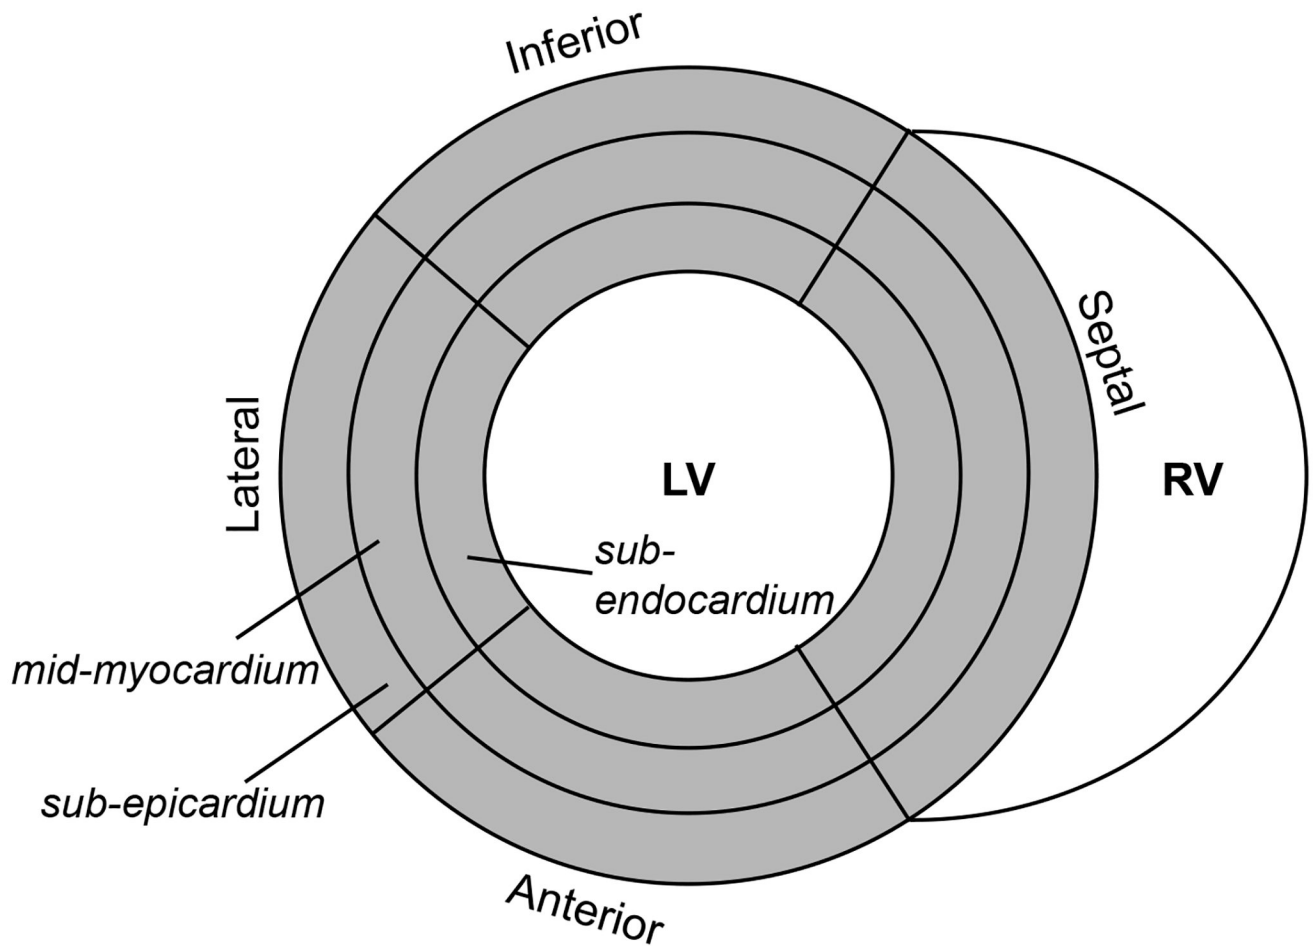 Inferior
Septal
Lateral
LV
RV
sub-
endocardium
mid-myocardium
sub-epicardium
Anterior